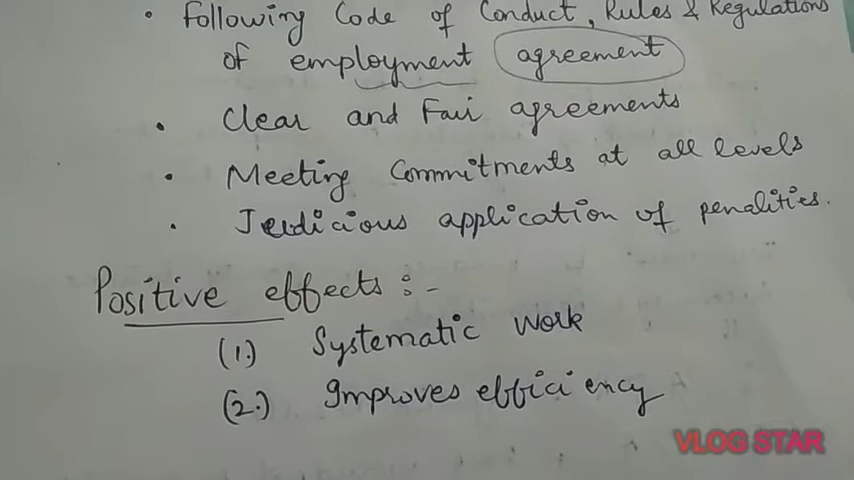 • Following Code of Conduct, Rules & Regulations
of employment agreement
• Clear and Fair agreements
• Meeting Commitments at all levels
• Judicious application of penalities.
Positive effects :-
(1.) Systematic work
(2.) Improves efficiency
VLOG STAR